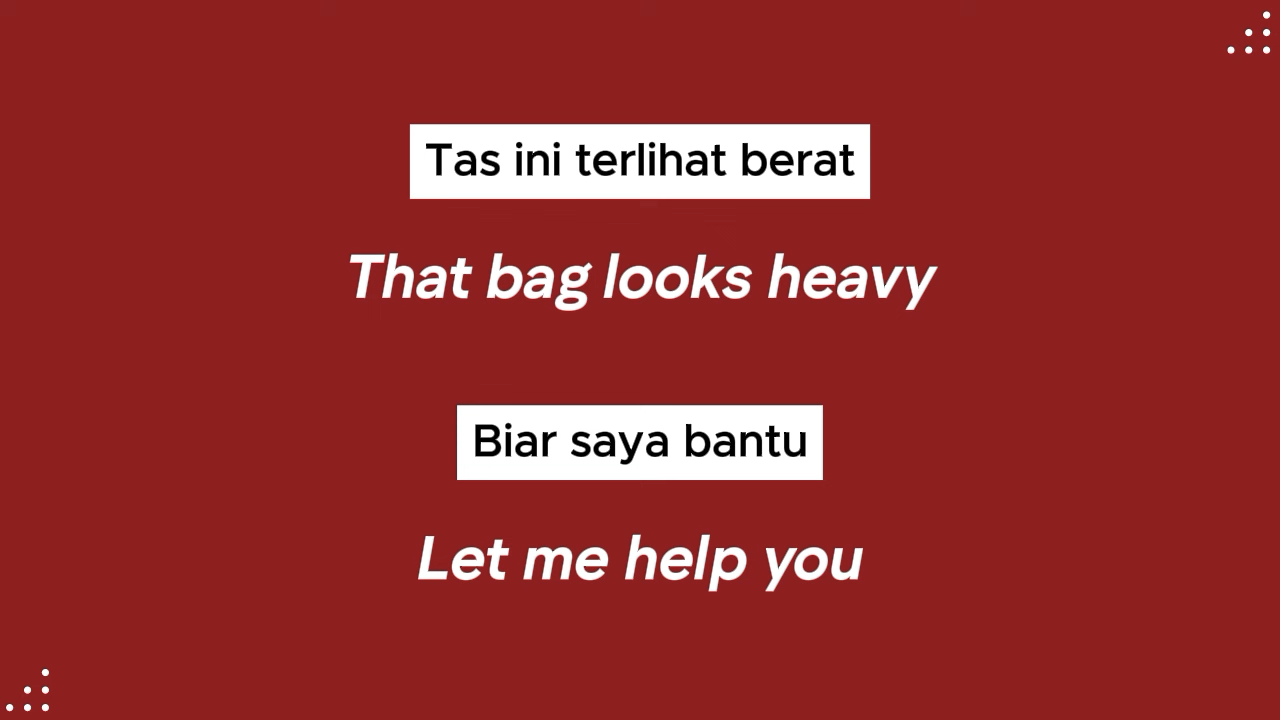 Tas ini terlihat berat
That bag looks heavy
Biar saya bantu
Let me help you